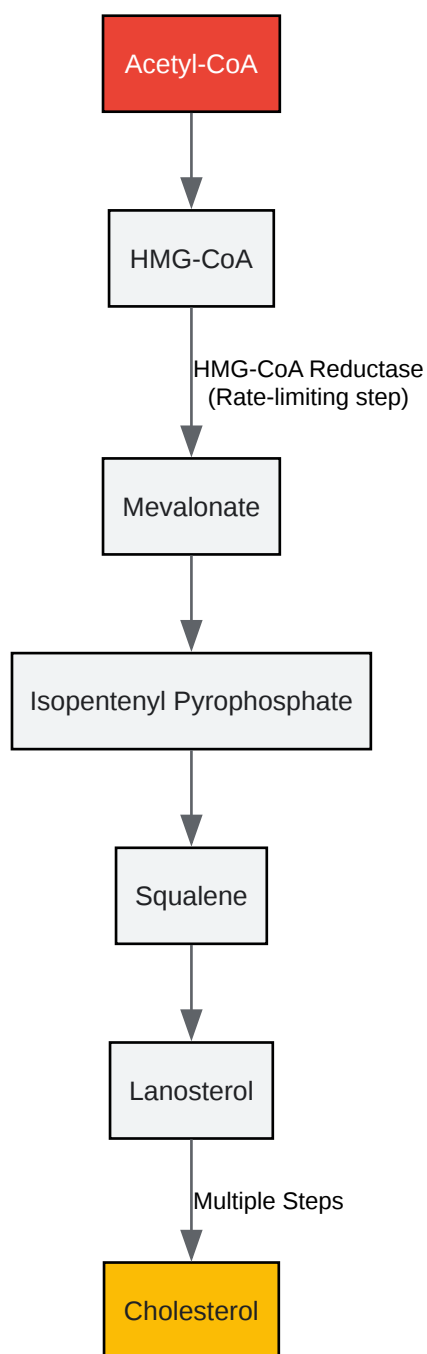 Acetyl-CoA
HMG-CoA
HMG-CoA Reductase
(Rate-limiting step)
Mevalonate
Isopentenyl Pyrophosphate
Squalene
Lanosterol
Multiple Steps
Cholesterol